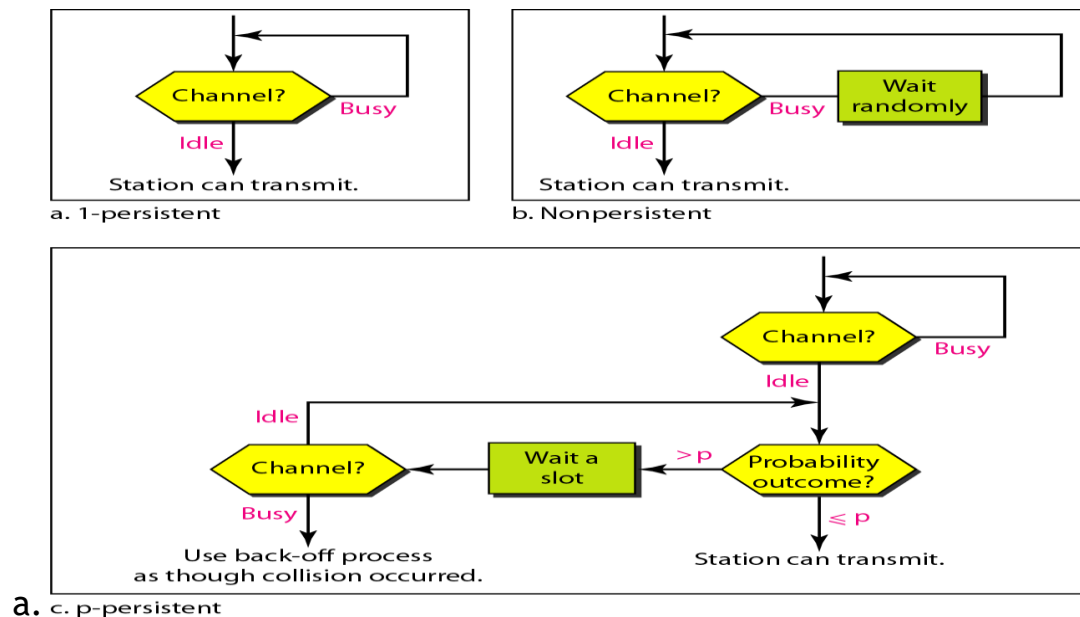 Channel?
Busy
Idle
Station can transmit.
a. 1-persistent
Channel?
Busy
Wait
randomly
Idle
Station can transmit.
b. Nonpersistent
Channel?
Busy
Idle
Idle
Channel?
Wait a
slot
>p
Probability
outcome?
Busy
⩽ p
Use back-off process
as though collision occurred.
Station can transmit.
a. c. p-persistent